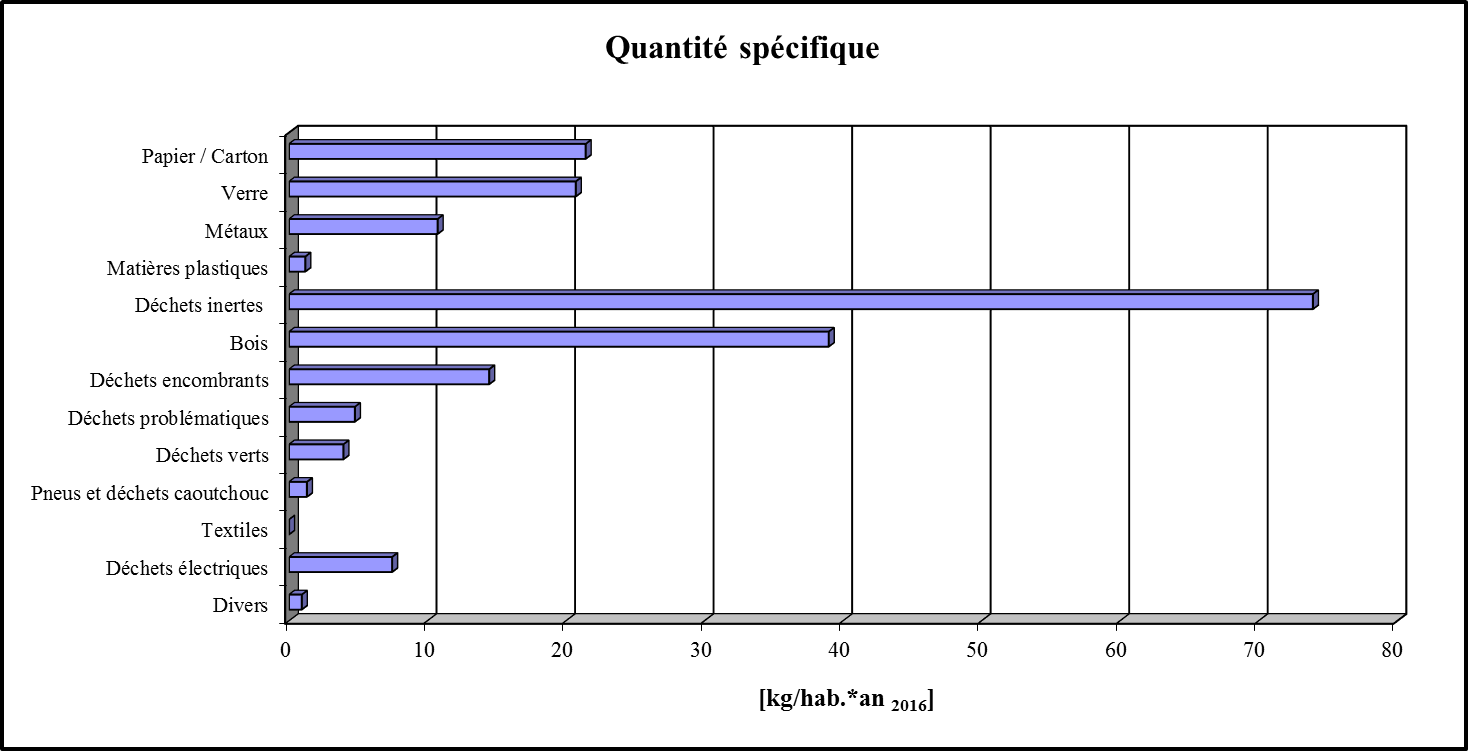 Quantité spécifique
Papier / Carton
Verre
Métaux
Matières plastiques
Déchets inertes
Bois
Déchets encombrants
Déchets problématiques
Déchets verts
Pneus et déchets caoutchouc
Textiles
Déchets électriques
Divers
0 10 20 30 40 50 60 70 80
[kg/hab.*an 2016]